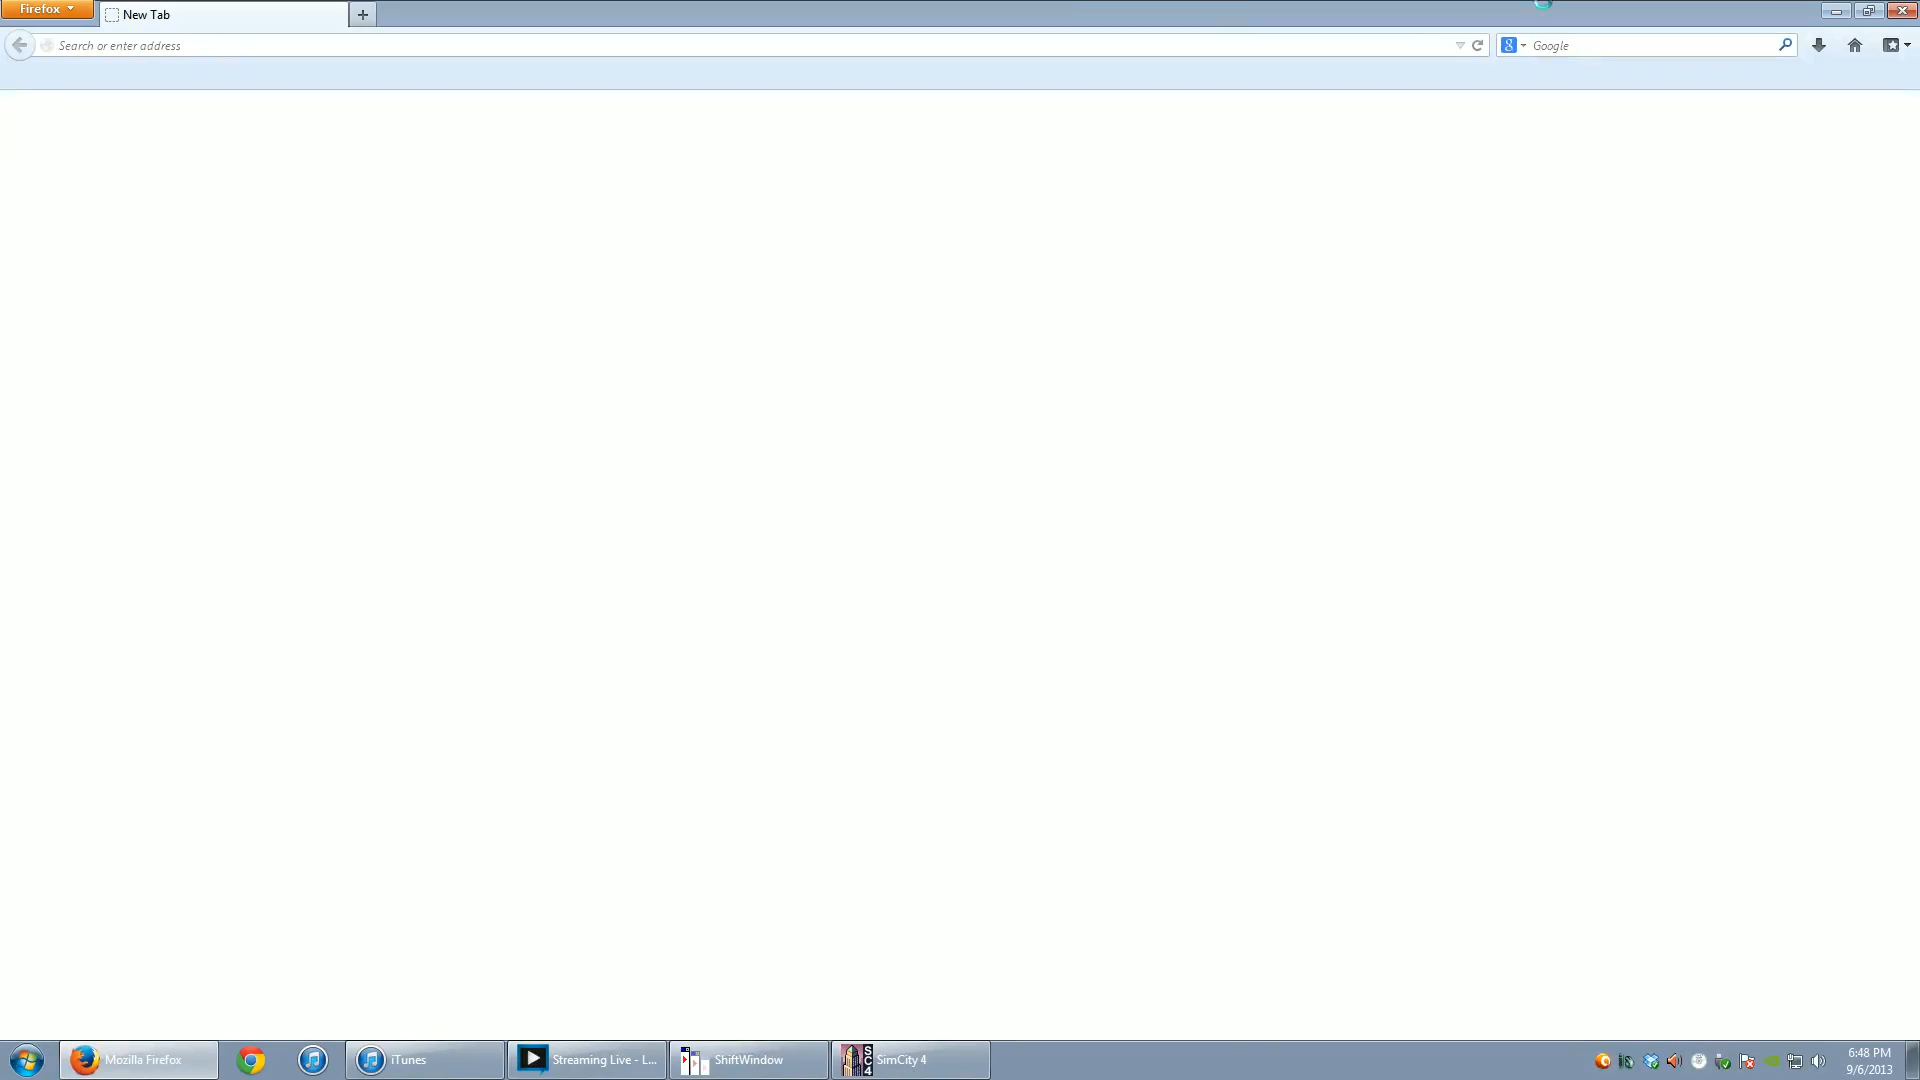 Firefox
New Tab
Search or enter address
Google
Mozilla Firefox
iTunes
Streaming Live - L...
ShiftWindow
SimCity 4
6:48 PM
9/6/2013